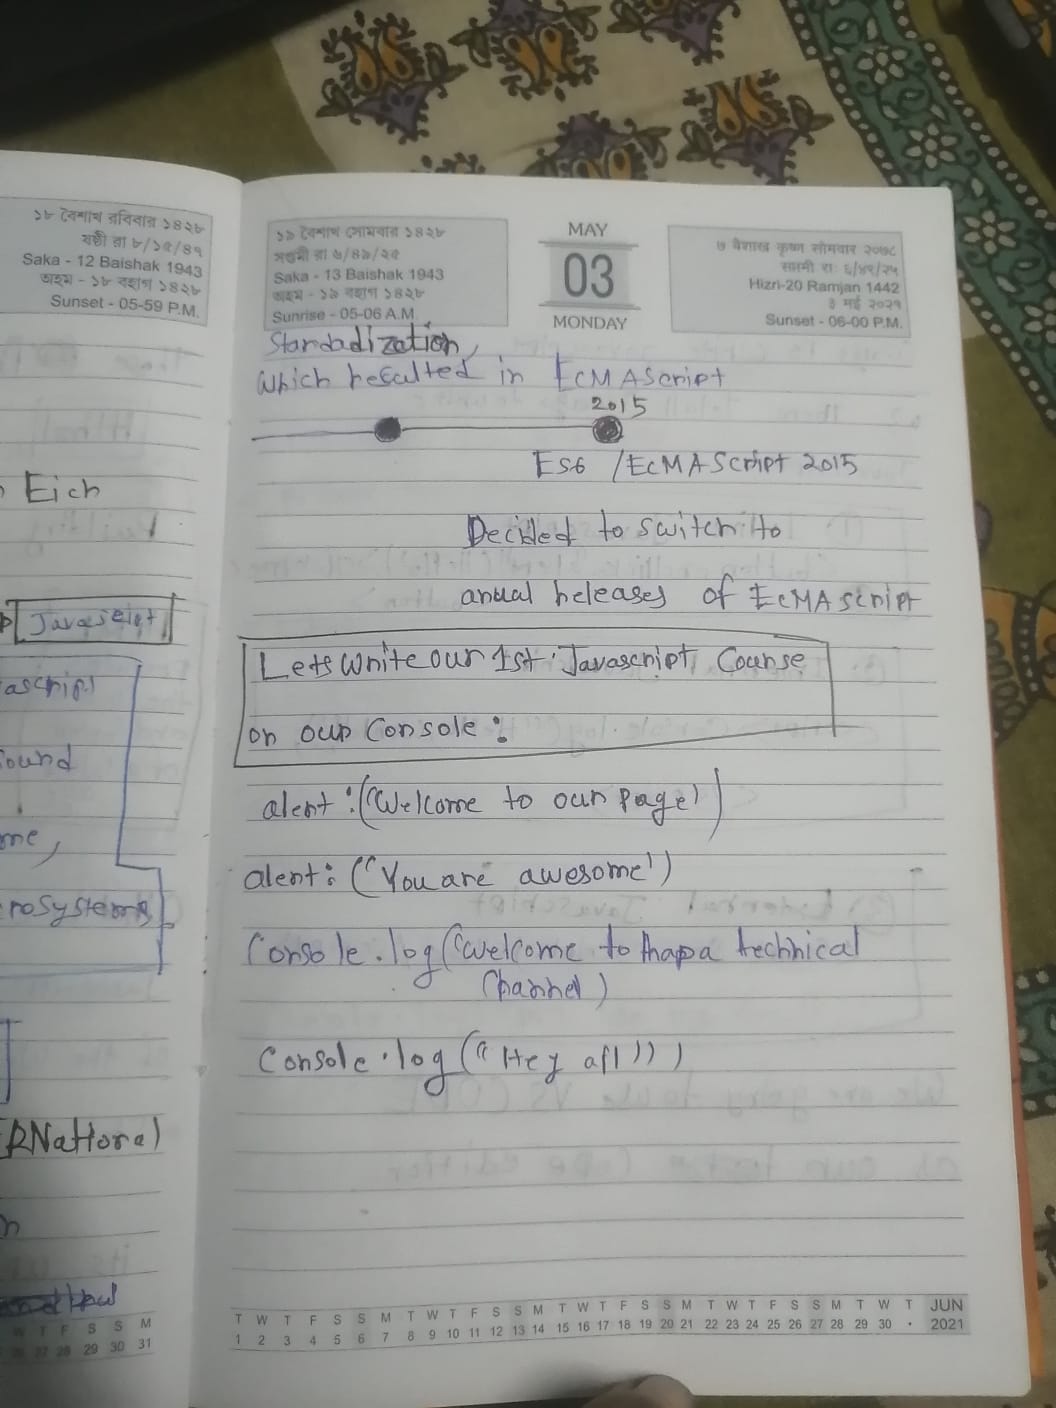 ১৮ বৈশাখ রবিবার ১৪২৮
ষষ্ঠী রা ৮/১৫/৪৭
Saka - 12 Baishak 1943
অহম - ১৮ বহাগ ১৪২৮
Sunset - 05-59 P.M.
Eich
Javascript
ascript
ound
me,
rosystems
RNational
n
S S M
28 29 30 31
১৯ বৈশাখ সোমবার ১৪২৮
সপ্তমী রা ৬/৪৯/২৫
Saka - 13 Baishak 1943
অহম - ১৯ বহাগ ১৪২৮
Sunrise - 05-06 A.M
MAY
03
MONDAY
७ वैशाख कृष्ण सोमवार २०७८
सप्तमी रा: ६/४९/२५
Hizri-20 Ramjan 1442
३ मई २०२१
Sunset - 06-00 P.M.
Standadization,
which resulted in EcMAScript
2015
ES6 /EcMAScript 2015
Decided to switch to
anual releases of EcMAscript
Lets write our 1st Javascript Course
on our Console :
alert :("Welcome to our page")
alert: ("You are awesome")
Console.log("welcome to thapa technical
Channel)
Console.log ("Hey all"))
T W T F S S M T W T F S S M T W T F S S M T W T F S S M T W T JUN
1 2 3 4 5 6 7 8 9 10 11 12 13 14 15 16 17 18 19 20 21 22 23 24 25 26 27 28 29 30 • 2021